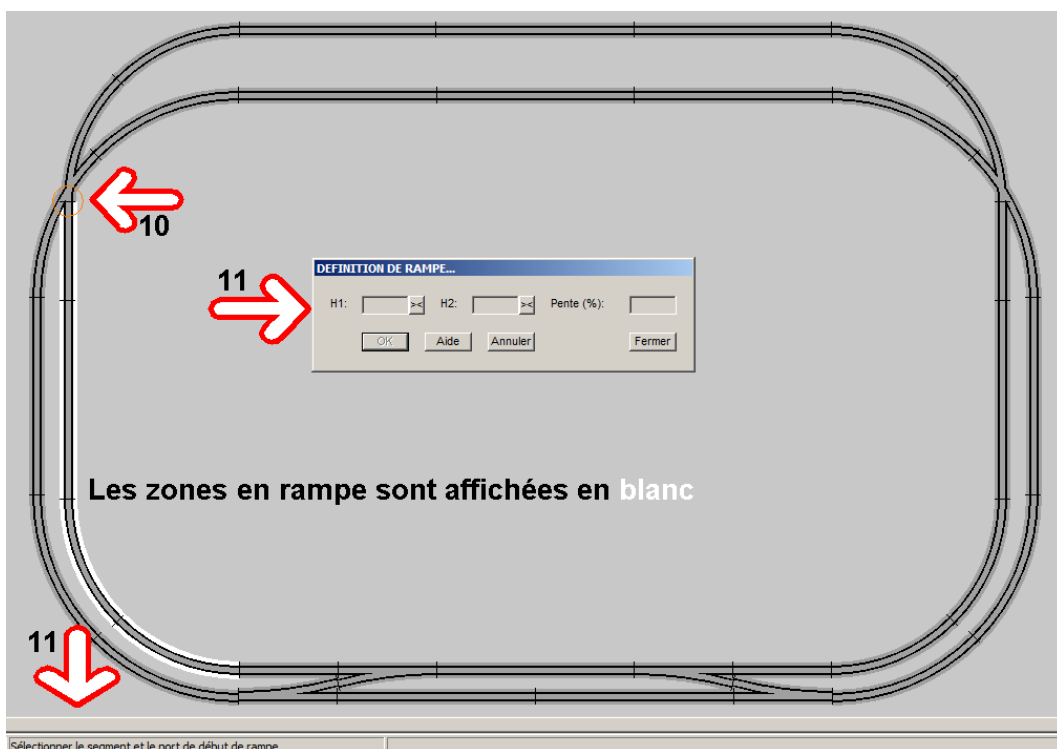 10
11
DEFINITION DE RAMPE...
H1: >< H2: >< Pente (%):
OK Aide Annuler Fermer
Les zones en rampe sont affichées en blanc
11
Sélectionner le segment et le port de début de rampe